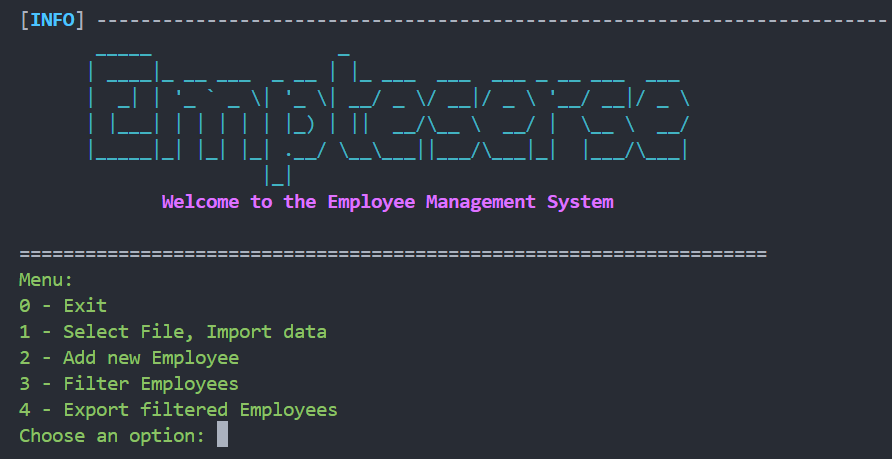 [INFO] ------------------------------------------------------------------------
Empteserse
Welcome to the Employee Management System
====================================================================
Menu:
0 - Exit
1 - Select File, Import data
2 - Add new Employee
3 - Filter Employees
4 - Export filtered Employees
Choose an option: